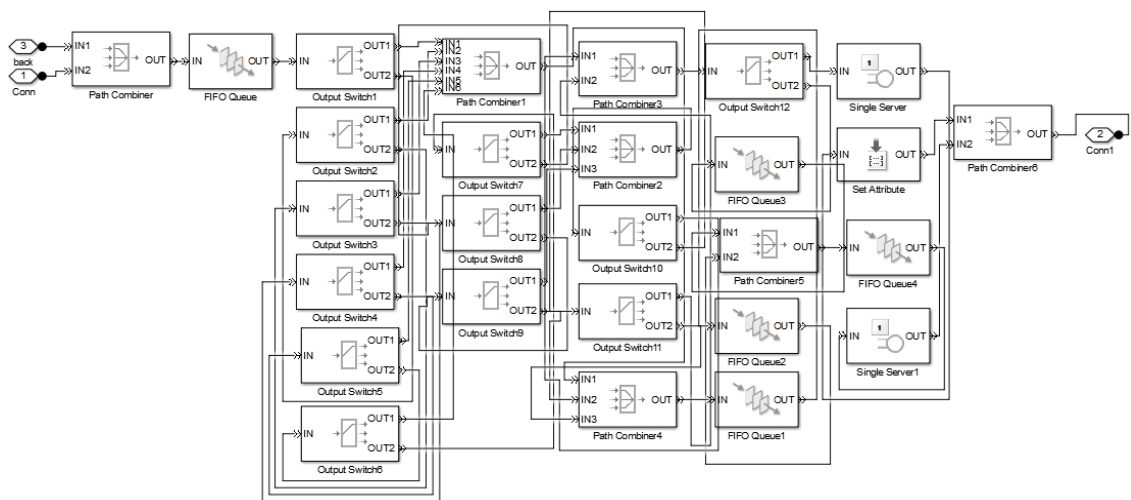 3
back
1
Conn
IN1
IN2
OUT
Path Combiner
IN
OUT
FIFO Queue
IN
OUT1
OUT2
Output Switch1
IN
OUT1
OUT2
Output Switch2
IN
OUT1
OUT2
Output Switch3
IN
OUT1
OUT2
Output Switch4
IN
OUT1
OUT2
Output Switch5
IN
OUT1
OUT2
Output Switch6
IN1
IN2
IN3
IN4
IN5
IN6
OUT
Path Combiner1
IN
OUT1
OUT2
Output Switch7
IN
OUT1
OUT2
Output Switch8
IN
OUT1
OUT2
Output Switch9
IN1
IN2
OUT
Path Combiner3
IN1
IN2
IN3
OUT
Path Combiner2
IN
OUT1
OUT2
Output Switch10
IN
OUT1
OUT2
Output Switch11
IN1
IN2
IN3
OUT
Path Combiner4
IN
OUT1
OUT2
Output Switch12
IN
OUT
FIFO Queue3
IN1
IN2
OUT
Path Combiner5
IN
OUT
FIFO Queue2
IN
OUT
FIFO Queue1
IN
1
OUT
Single Server
IN
[...]
OUT
Set Attribute
IN
OUT
FIFO Queue4
IN
1
OUT
Single Server1
IN1
IN2
OUT
Path Combiner6
2
Conn1